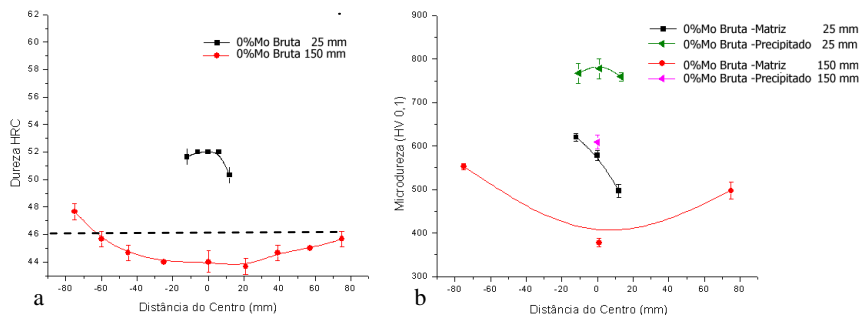 62
60
58
56
54
52
50
48
46
44
Dureza HRC
0%Mo Bruta 25 mm
0%Mo Bruta 150 mm
-80 -60 -40 -20 0 20 40 60 80
Distância do Centro (mm)
a
900
800
700
600
500
400
300
Microdureza (HV 0,1)
0%Mo Bruta -Matriz 25 mm
0%Mo Bruta -Precipitado 25 mm
0%Mo Bruta -Matriz 150 mm
0%Mo Bruta -Precipitado 150 mm
-80 -60 -40 -20 0 20 40 60 80
Distância do Centro (mm)
b